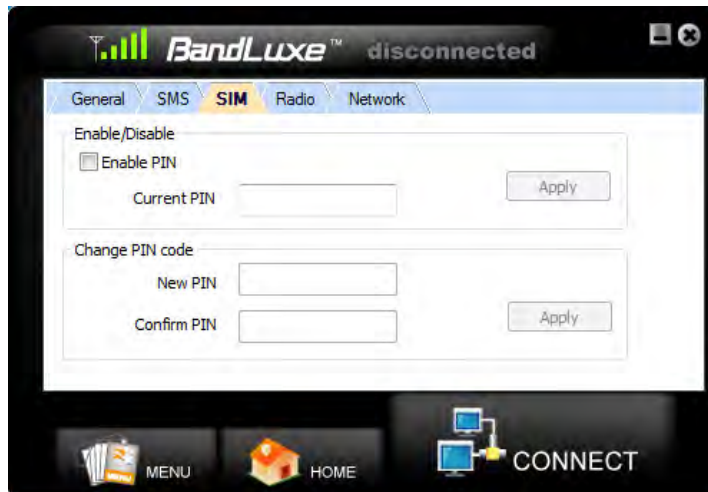 BandLuxe™ disconnected
General SMS SIM Radio Network
Enable/Disable
Enable PIN
Current PIN
Apply
Change PIN code
New PIN
Confirm PIN
Apply
MENU HOME CONNECT